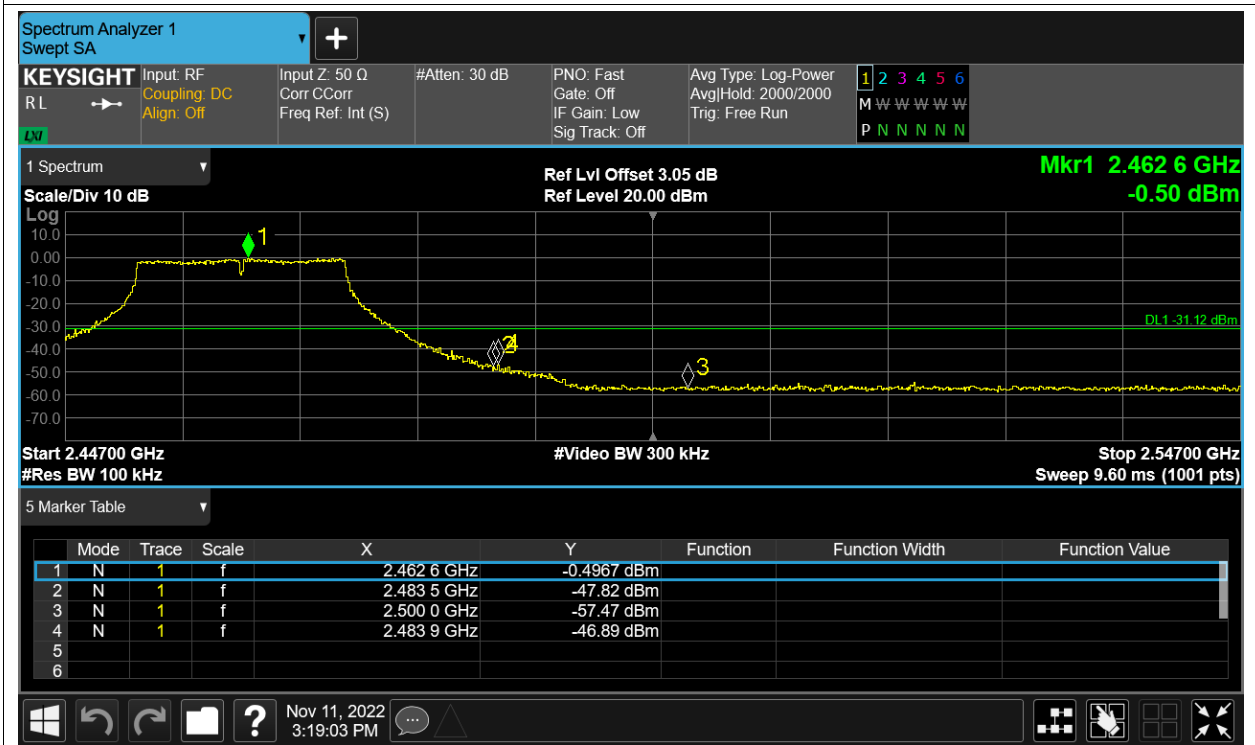 Spectrum Analyzer 1
Swept SA
KEYSIGHT Input: RF Input Z: 50 Ω #Atten: 30 dB PNO: Fast Avg Type: Log-Power 1 2 3 4 5 6
R L Coupling: DC Corr CCorr Gate: Off Avg|Hold: 2000/2000 M W W W W W
Align: Off Freq Ref: Int (S) IF Gain: Low Trig: Free Run
LXI Sig Track: Off P N N N N N
1 Spectrum Ref Lvl Offset 3.05 dB Mkr1 2.462 6 GHz
Scale/Div 10 dB Ref Level 20.00 dBm -0.50 dBm
Log
10.0 1
0.00
-10.0
-20.0
-30.0 DL1 -31.12 dBm
-40.0 2 4
-50.0 3
-60.0
-70.0
Start 2.44700 GHz #Video BW 300 kHz Stop 2.54700 GHz
#Res BW 100 kHz Sweep 9.60 ms (1001 pts)
5 Marker Table
Mode Trace Scale X Y Function Function Width Function Value
1 N 1 f 2.462 6 GHz -0.4967 dBm
2 N 1 f 2.483 5 GHz -47.82 dBm
3 N 1 f 2.500 0 GHz -57.47 dBm
4 N 1 f 2.483 9 GHz -46.89 dBm
5
6
? Nov 11, 2022
3:19:03 PM